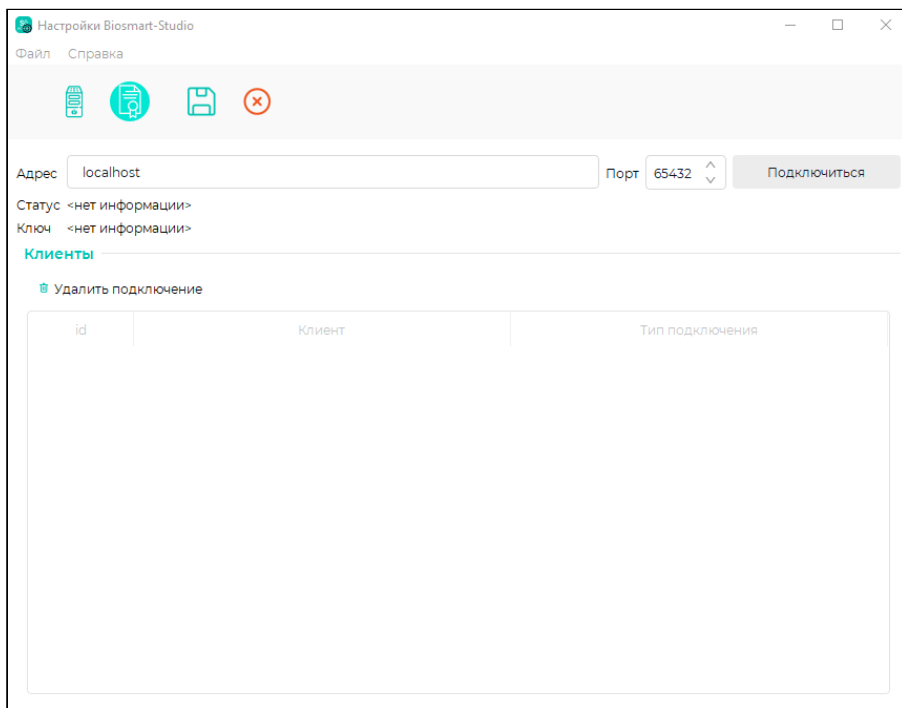 Настройки Biosmart-Studio
Файл Справка
Адрес localhost Порт 65432 Подключиться
Статус <нет информации>
Ключ <нет информации>
Клиенты
Удалить подключение
id Клиент Тип подключения